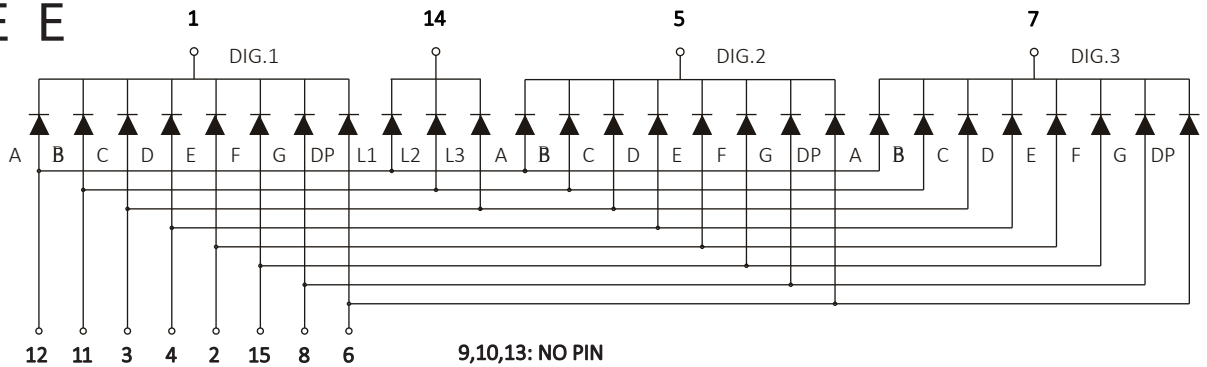 E E
1 14 5 7
DIG.1 DIG.2 DIG.3
A B C D E F G DP L1 L2 L3 A B C D E F G DP A B C D E F G DP
12 11 3 4 2 15 8 6 9,10,13: NO PIN